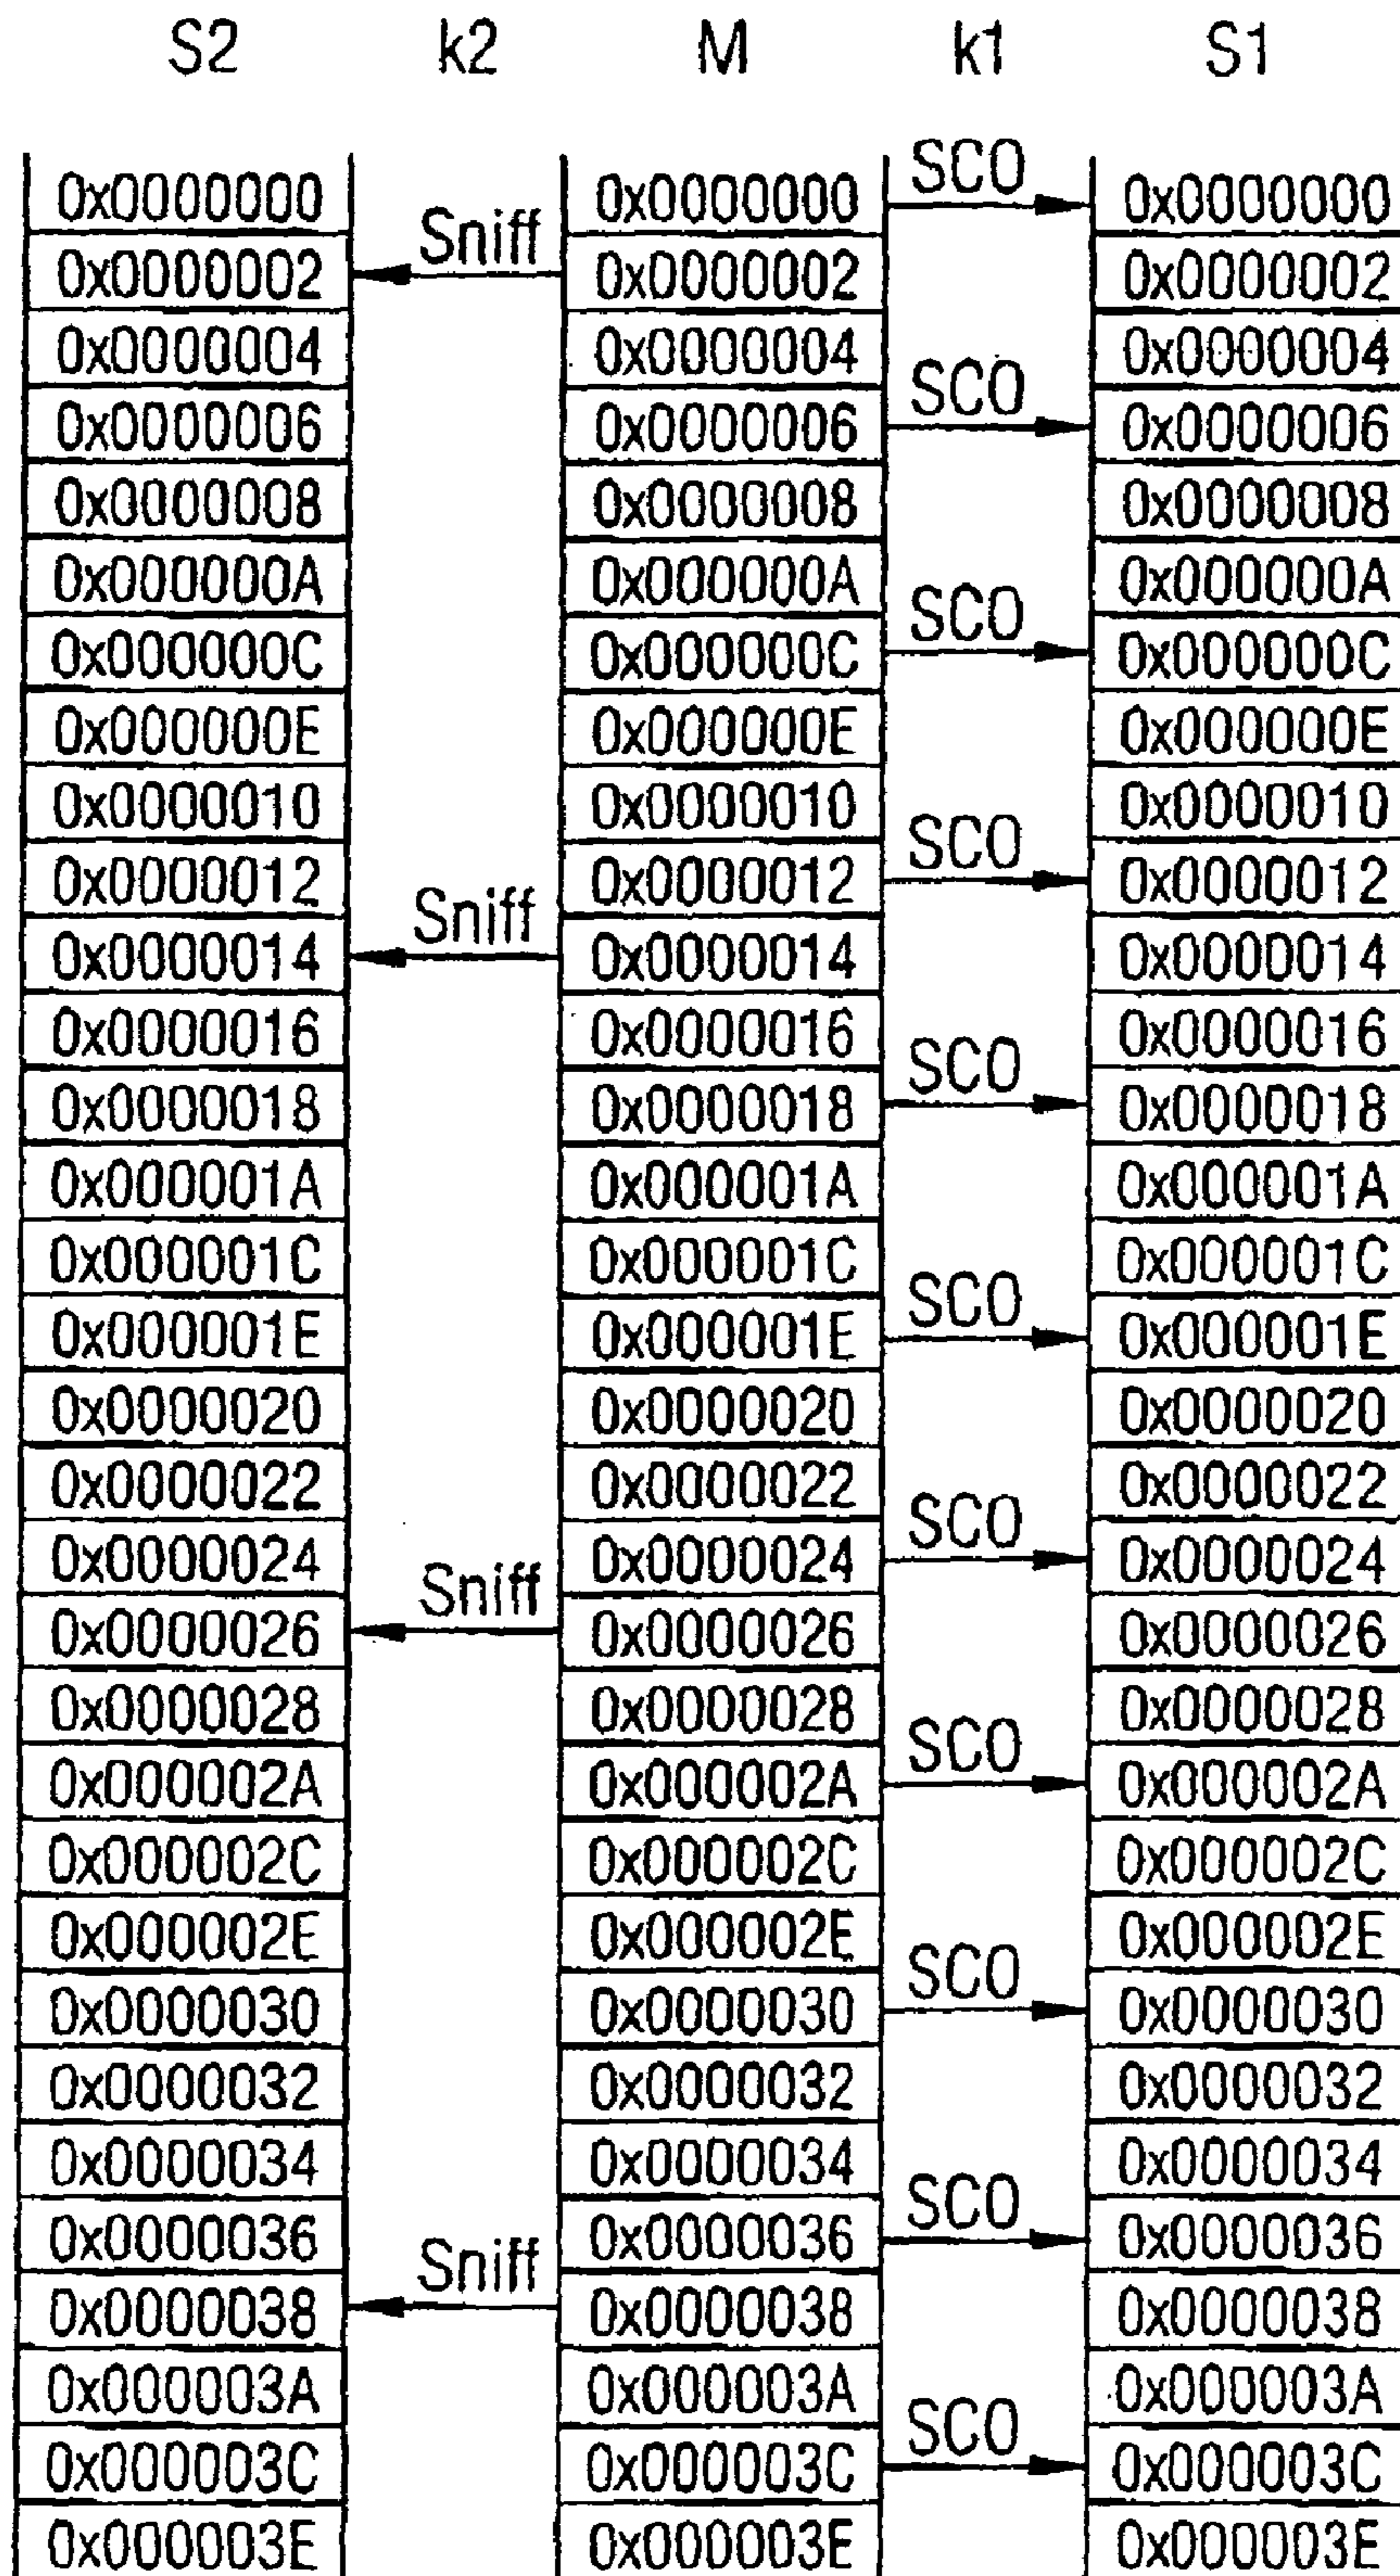 S2 k2 M k1 S1
SCO
0x0000000 0x0000000 0x0000000
Sniff
0x0000002 0x0000002 0x0000002
0x0000004 0x0000004 0x0000004
SCO
0x0000006 0x0000006 0x0000006
0x0000008 0x0000008 0x0000008
0x000000A 0x000000A 0x000000A
SCO
0x000000C 0x000000C 0x000000C
0x000000E 0x000000E 0x000000E
0x0000010 0x0000010 0x0000010
SCO
0x0000012 0x0000012 0x0000012
Sniff
0x0000014 0x0000014 0x0000014
0x0000016 0x0000016 0x0000016
SCO
0x0000018 0x0000018 0x0000018
0x000001A 0x000001A 0x000001A
0x000001C 0x000001C 0x000001C
SCO
0x000001E 0x000001E 0x000001E
0x0000020 0x0000020 0x0000020
0x0000022 0x0000022 0x0000022
SCO
0x0000024 0x0000024 0x0000024
Sniff
0x0000026 0x0000026 0x0000026
0x0000028 0x0000028 0x0000028
SCO
0x000002A 0x000002A 0x000002A
0x000002C 0x000002C 0x000002C
0x000002E 0x000002E 0x000002E
SCO
0x0000030 0x0000030 0x0000030
0x0000032 0x0000032 0x0000032
0x0000034 0x0000034 0x0000034
SCO
0x0000036 0x0000036 0x0000036
Sniff
0x0000038 0x0000038 0x0000038
0x000003A 0x000003A 0x000003A
SCO
0x000003C 0x000003C 0x000003C
0x000003E 0x000003E 0x000003E